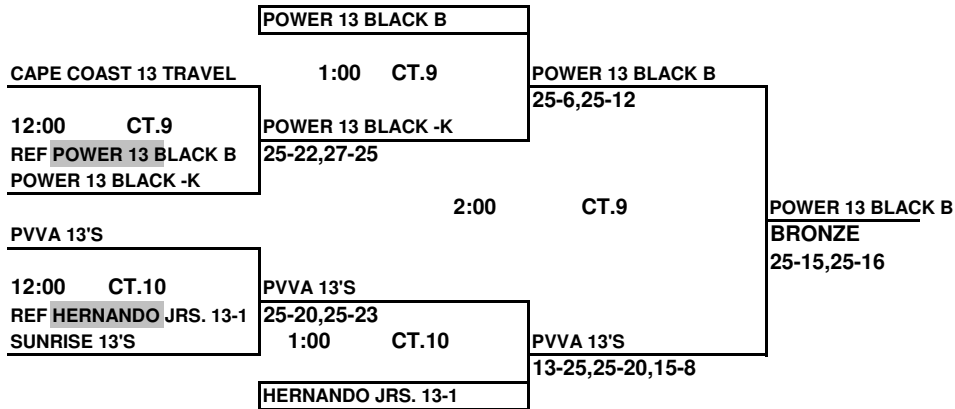 POWER 13 BLACK B
CAPE COAST 13 TRAVEL 1:00 CT.9 POWER 13 BLACK B
25-6,25-12
12:00 CT.9 POWER 13 BLACK -K
REF POWER 13 BLACK B 25-22,27-25
POWER 13 BLACK -K
2:00 CT.9 POWER 13 BLACK B
PVVA 13'S BRONZE
25-15,25-16
12:00 CT.10 PVVA 13'S
REF HERNANDO JRS. 13-1 25-20,25-23
SUNRISE 13'S 1:00 CT.10 PVVA 13'S
13-25,25-20,15-8
HERNANDO JRS. 13-1